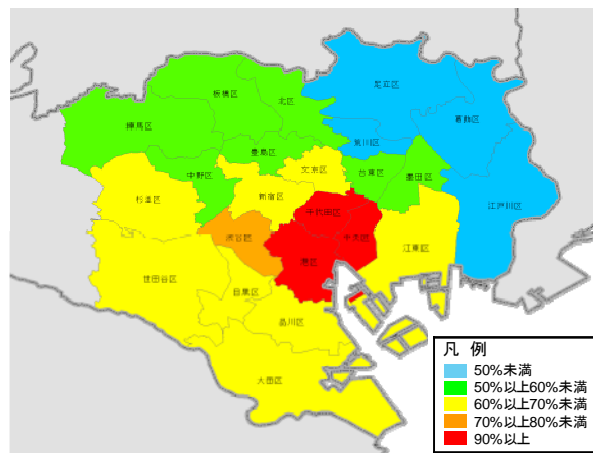 足立区
板橋区
北区
葛飾区
練馬区
荒川区
豊島区
文京区
台東区
墨田区
中野区
杉並区
新宿区
千代田区
江戸川区
渋谷区
中央区
江東区
港区
世田谷区
目黒区
品川区
大田区
凡 例
50%未満
50%以上60%未満
60%以上70%未満
70%以上80%未満
90%以上